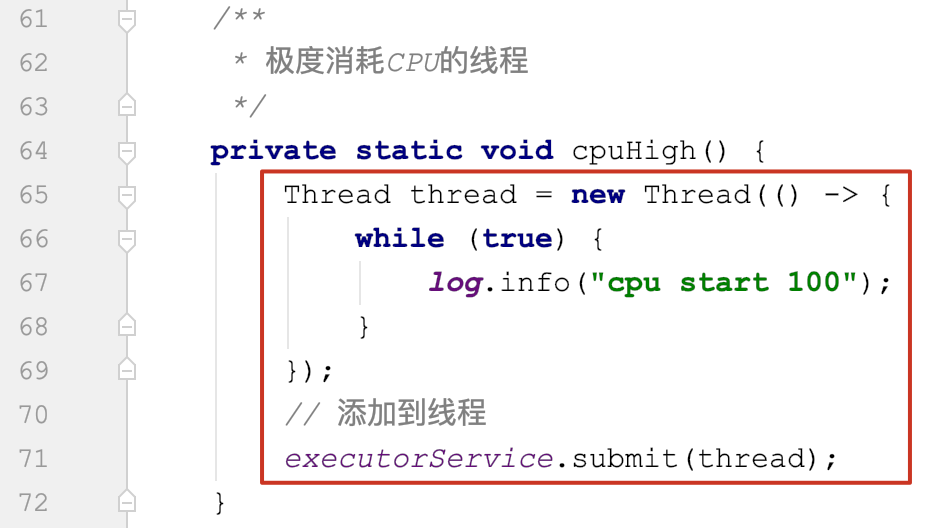 61 /**
62 * 极度消耗CPU的线程
63 */
64 private static void cpuHigh() {
65 Thread thread = new Thread(() -> {
66 while (true) {
67 log.info("cpu start 100");
68 }
69 });
70 // 添加到线程
71 executorService.submit(thread);
72 }